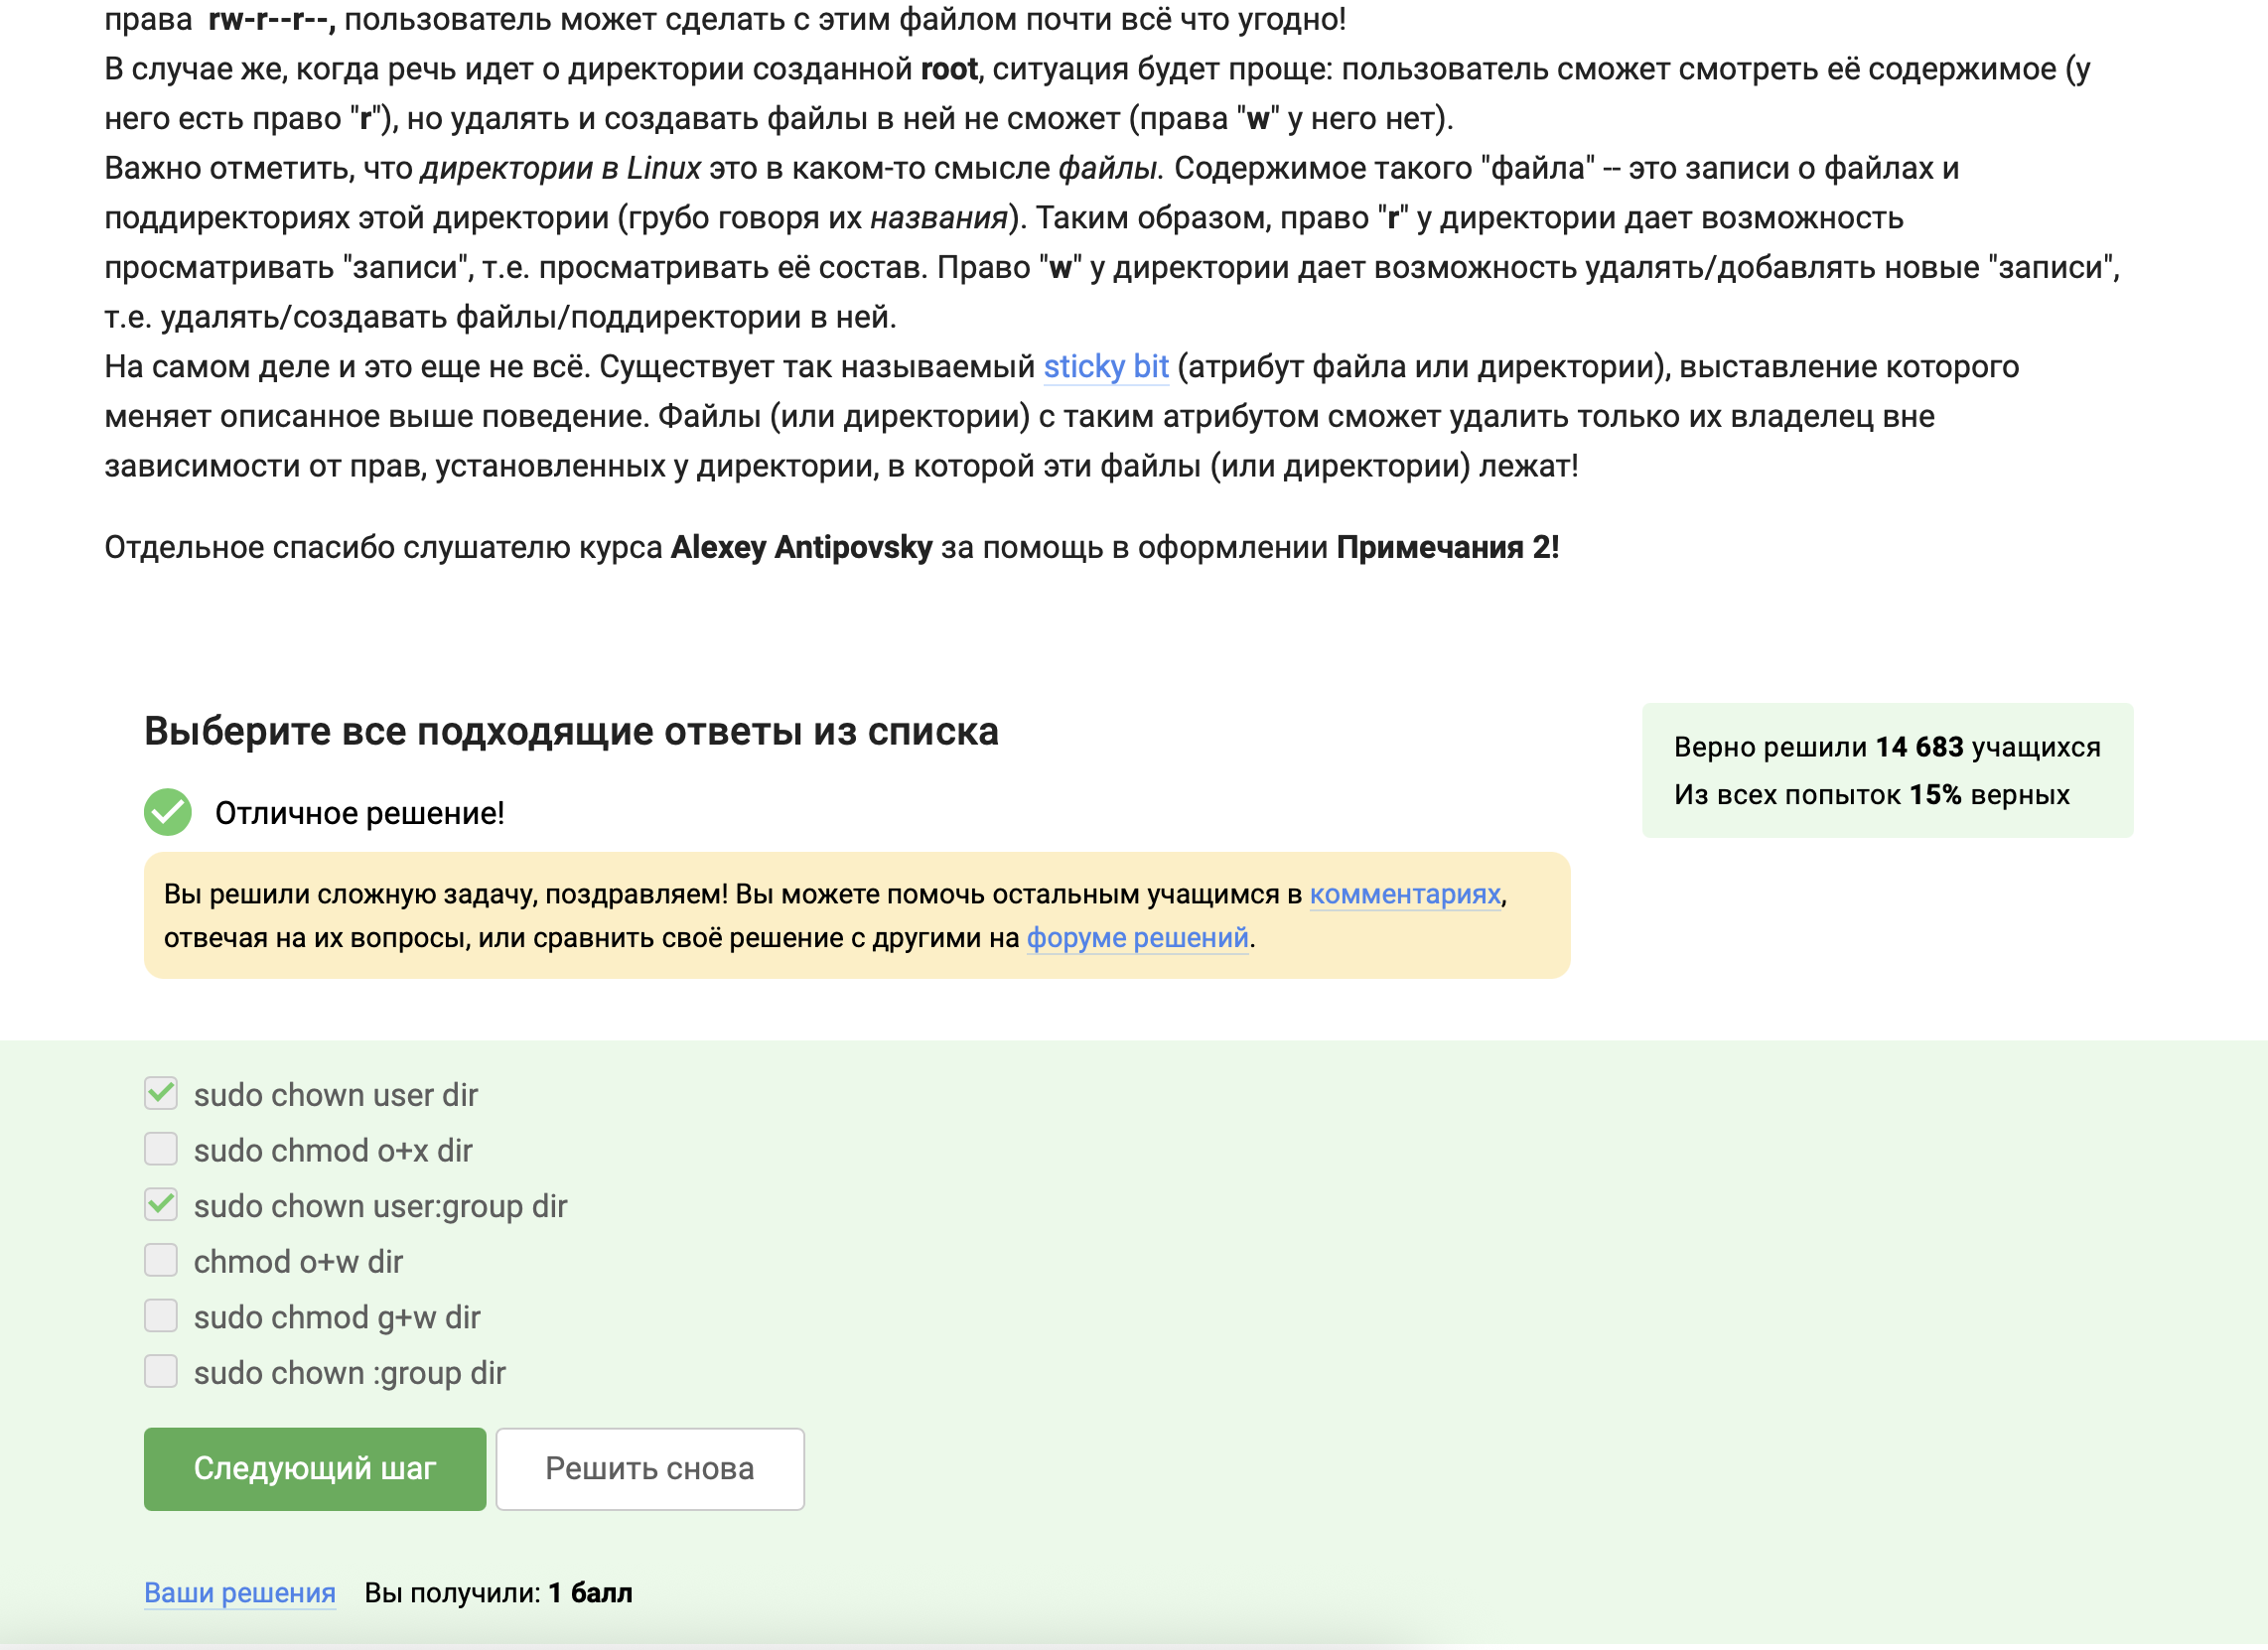 права rw-r--r--, пользователь может сделать с этим файлом почти всё что угодно!
В случае же, когда речь идет о директории созданной root, ситуация будет проще: пользователь сможет смотреть её содержимое (у
него есть право "r"), но удалять и создавать файлы в ней не сможет (права "w" у него нет).
Важно отметить, что директории в Linux это в каком-то смысле файлы. Содержимое такого "файла" -- это записи о файлах и
поддиректориях этой директории (грубо говоря их названия). Таким образом, право "r" у директории дает возможность
просматривать "записи", т.е. просматривать её состав. Право "w" у директории дает возможность удалять/добавлять новые "записи",
т.е. удалять/создавать файлы/поддиректории в ней.
На самом деле и это еще не всё. Существует так называемый sticky bit (атрибут файла или директории), выставление которого
меняет описанное выше поведение. Файлы (или директории) с таким атрибутом сможет удалить только их владелец вне
зависимости от прав, установленных у директории, в которой эти файлы (или директории) лежат!
Отдельное спасибо слушателю курса Alexey Antipovsky за помощь в оформлении Примечания 2!
Выберите все подходящие ответы из списка
Верно решили 14 683 учащихся
Из всех попыток 15% верных
Отличное решение!
Вы решили сложную задачу, поздравляем! Вы можете помочь остальным учащимся в комментариях,
отвечая на их вопросы, или сравнить своё решение с другими на форуме решений.
sudo chown user dir
sudo chmod o+x dir
sudo chown user:group dir
chmod o+w dir
sudo chmod g+w dir
sudo chown :group dir
Следующий шаг
Решить снова
Ваши решения Вы получили: 1 балл